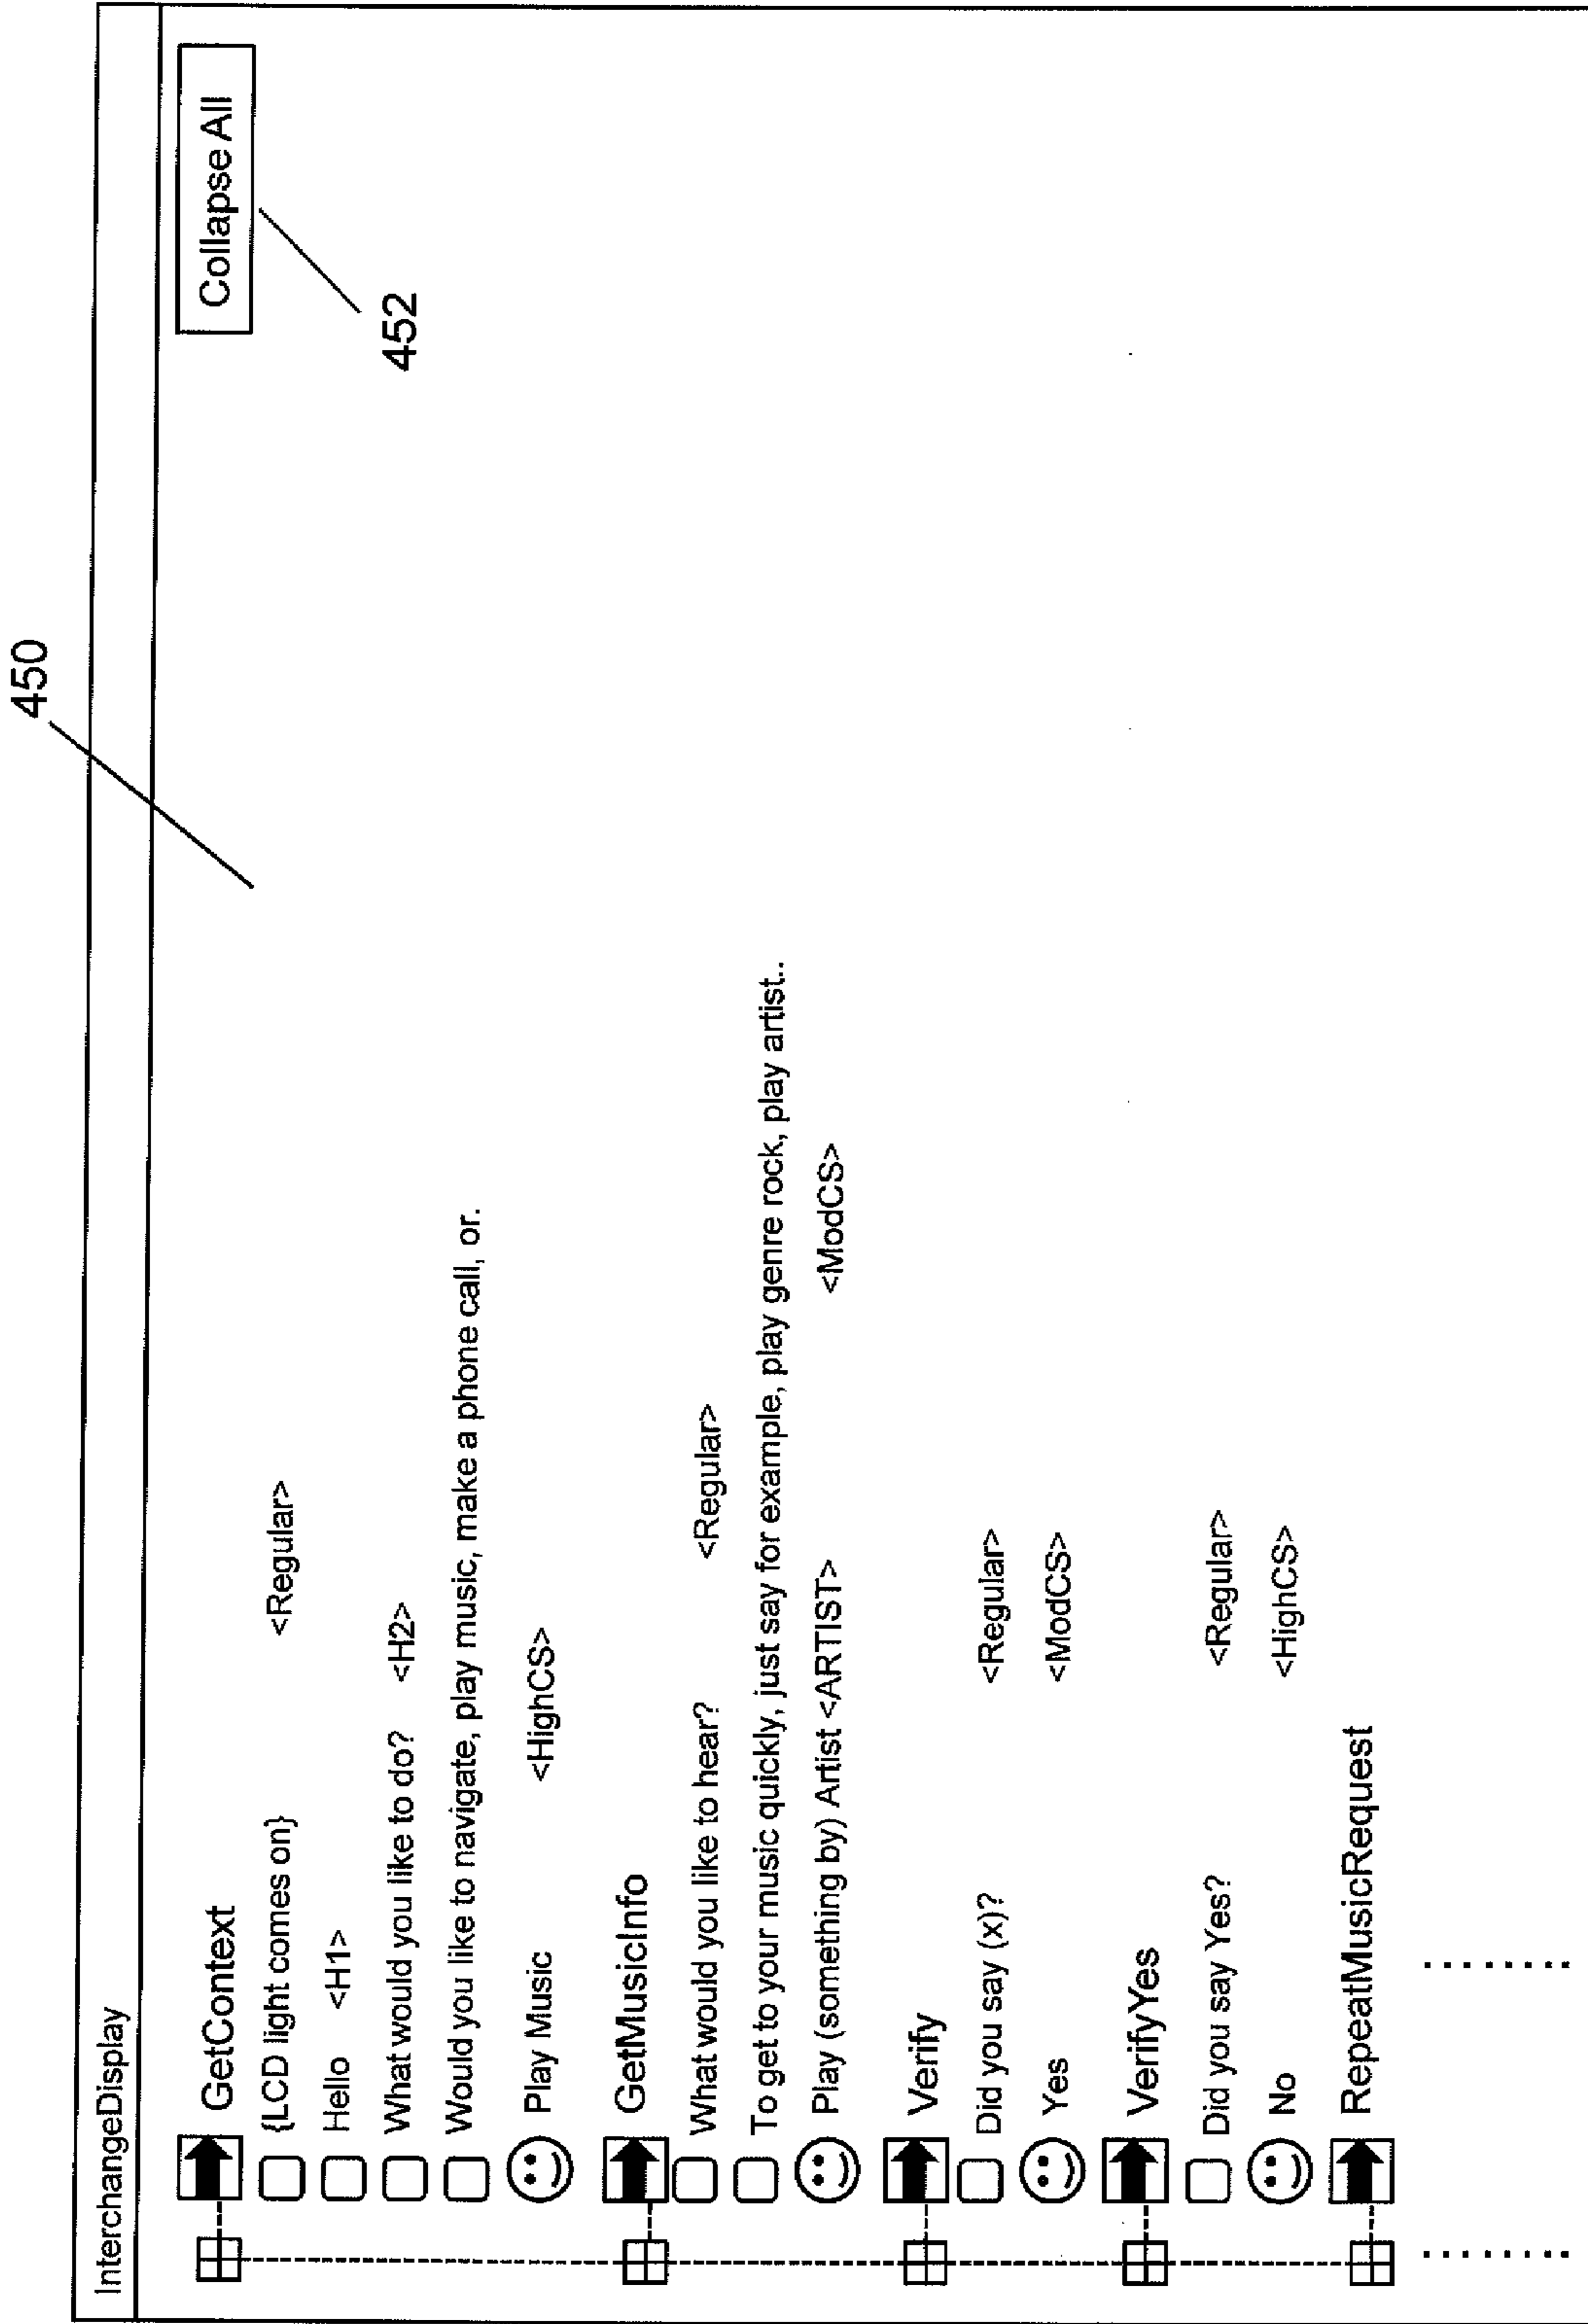 450
InterchangeDisplay
Collapse All
452
GetContext
{LCD light comes on} <Regular>
Hello <H1>
What would you like to do? <H2>
Would you like to navigate, play music, make a phone call, or.
Play Music <HighCS>
GetMusicInfo
What would you like to hear? <Regular>
To get to your music quickly, just say for example, play genre rock, play artist..
Play (something by) Artist <ARTIST> <ModCS>
Verify
Did you say (x)? <Regular>
Yes <ModCS>
VerifyYes
Did you say Yes? <Regular>
No <HighCS>
RepeatMusicRequest